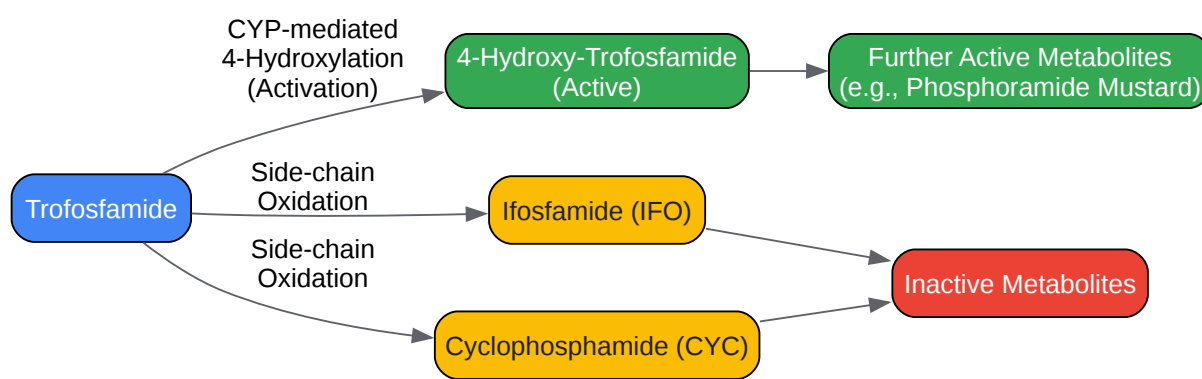 CYP-mediated
4-Hydroxylation
(Activation)
4-Hydroxy-Trofosfamide
(Active)
Further Active Metabolites
(e.g., Phosphoramide Mustard)
Trofosfamide
Side-chain
Oxidation
Ifosfamide (IFO)
Side-chain
Oxidation
Cyclophosphamide (CYC)
Inactive Metabolites